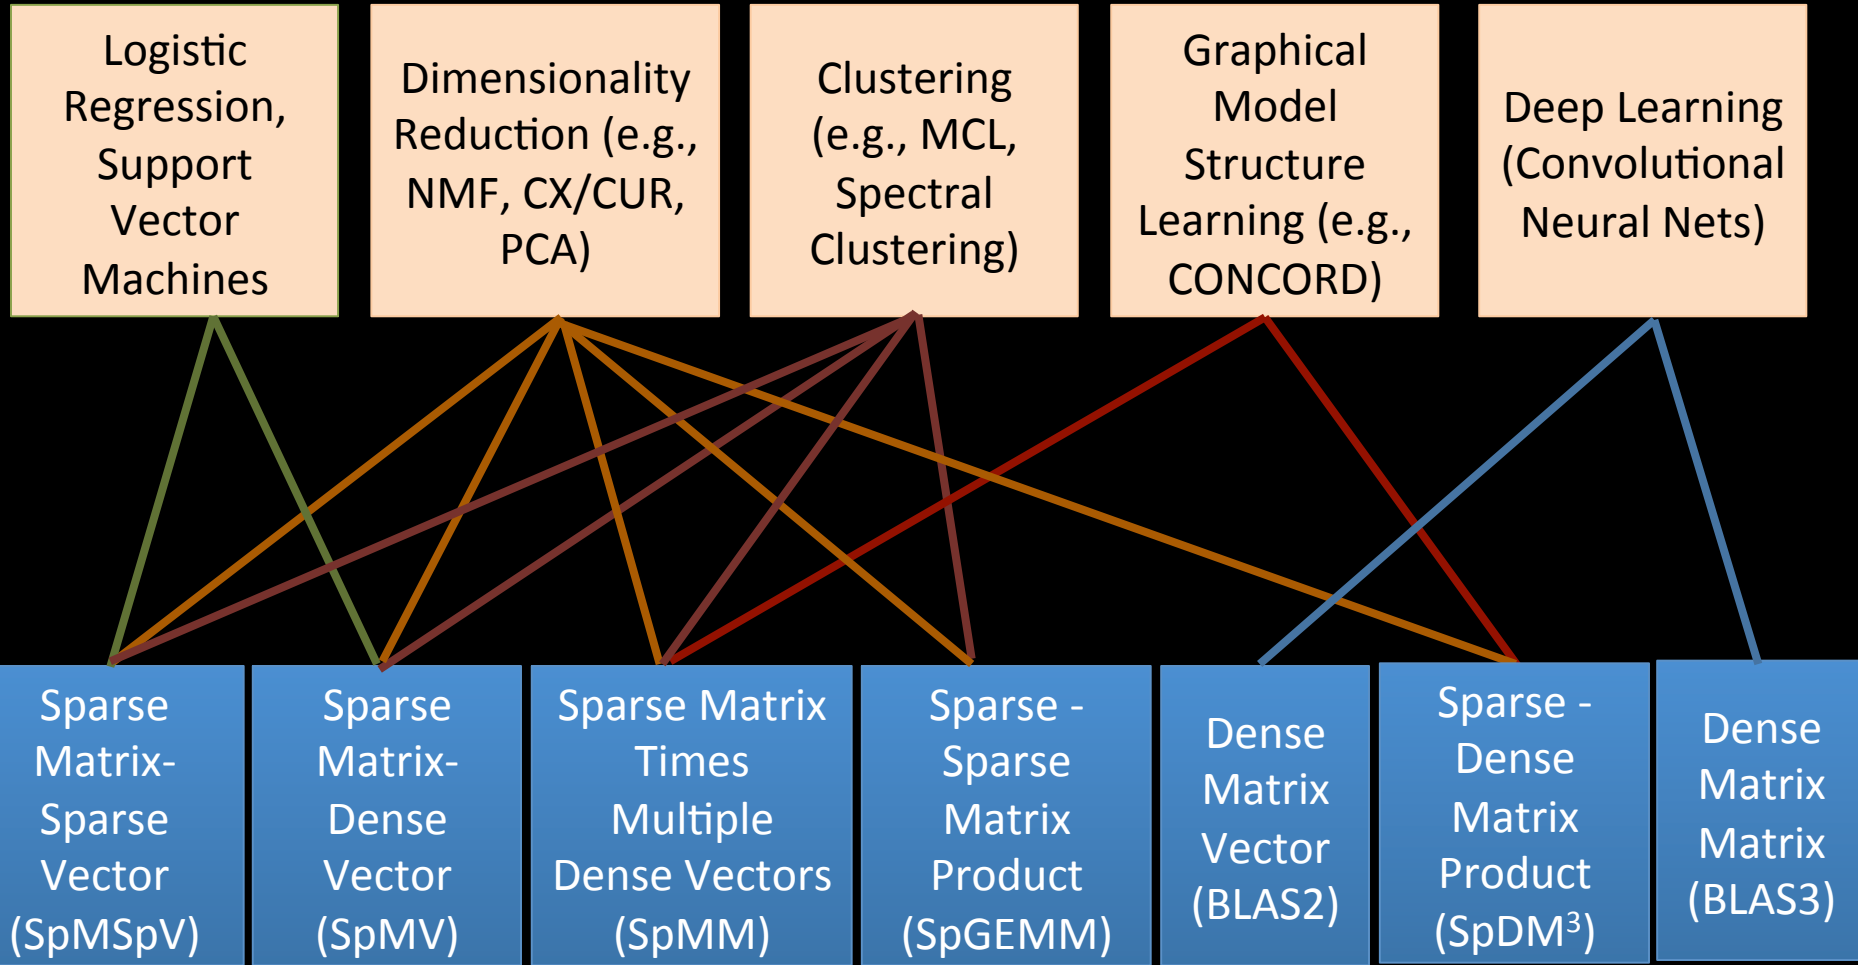 Logistic
Regression,
Support
Vector
Machines
Dimensionality
Reduction (e.g.,
NMF, CX/CUR,
PCA)
Clustering
(e.g., MCL,
Spectral
Clustering)
Graphical
Model
Structure
Learning (e.g.,
CONCORD)
Deep Learning
(Convolutional
Neural Nets)
Sparse
Matrix-
Sparse
Vector
(SpMSpV)
Sparse
Matrix-
Dense
Vector
(SpMV)
Sparse Matrix
Times
Multiple
Dense Vectors
(SpMM)
Sparse -
Sparse
Matrix
Product
(SpGEMM)
Dense
Matrix
Vector
(BLAS2)
Sparse -
Dense
Matrix
Product
(SpDM³)
Dense
Matrix
Matrix
(BLAS3)